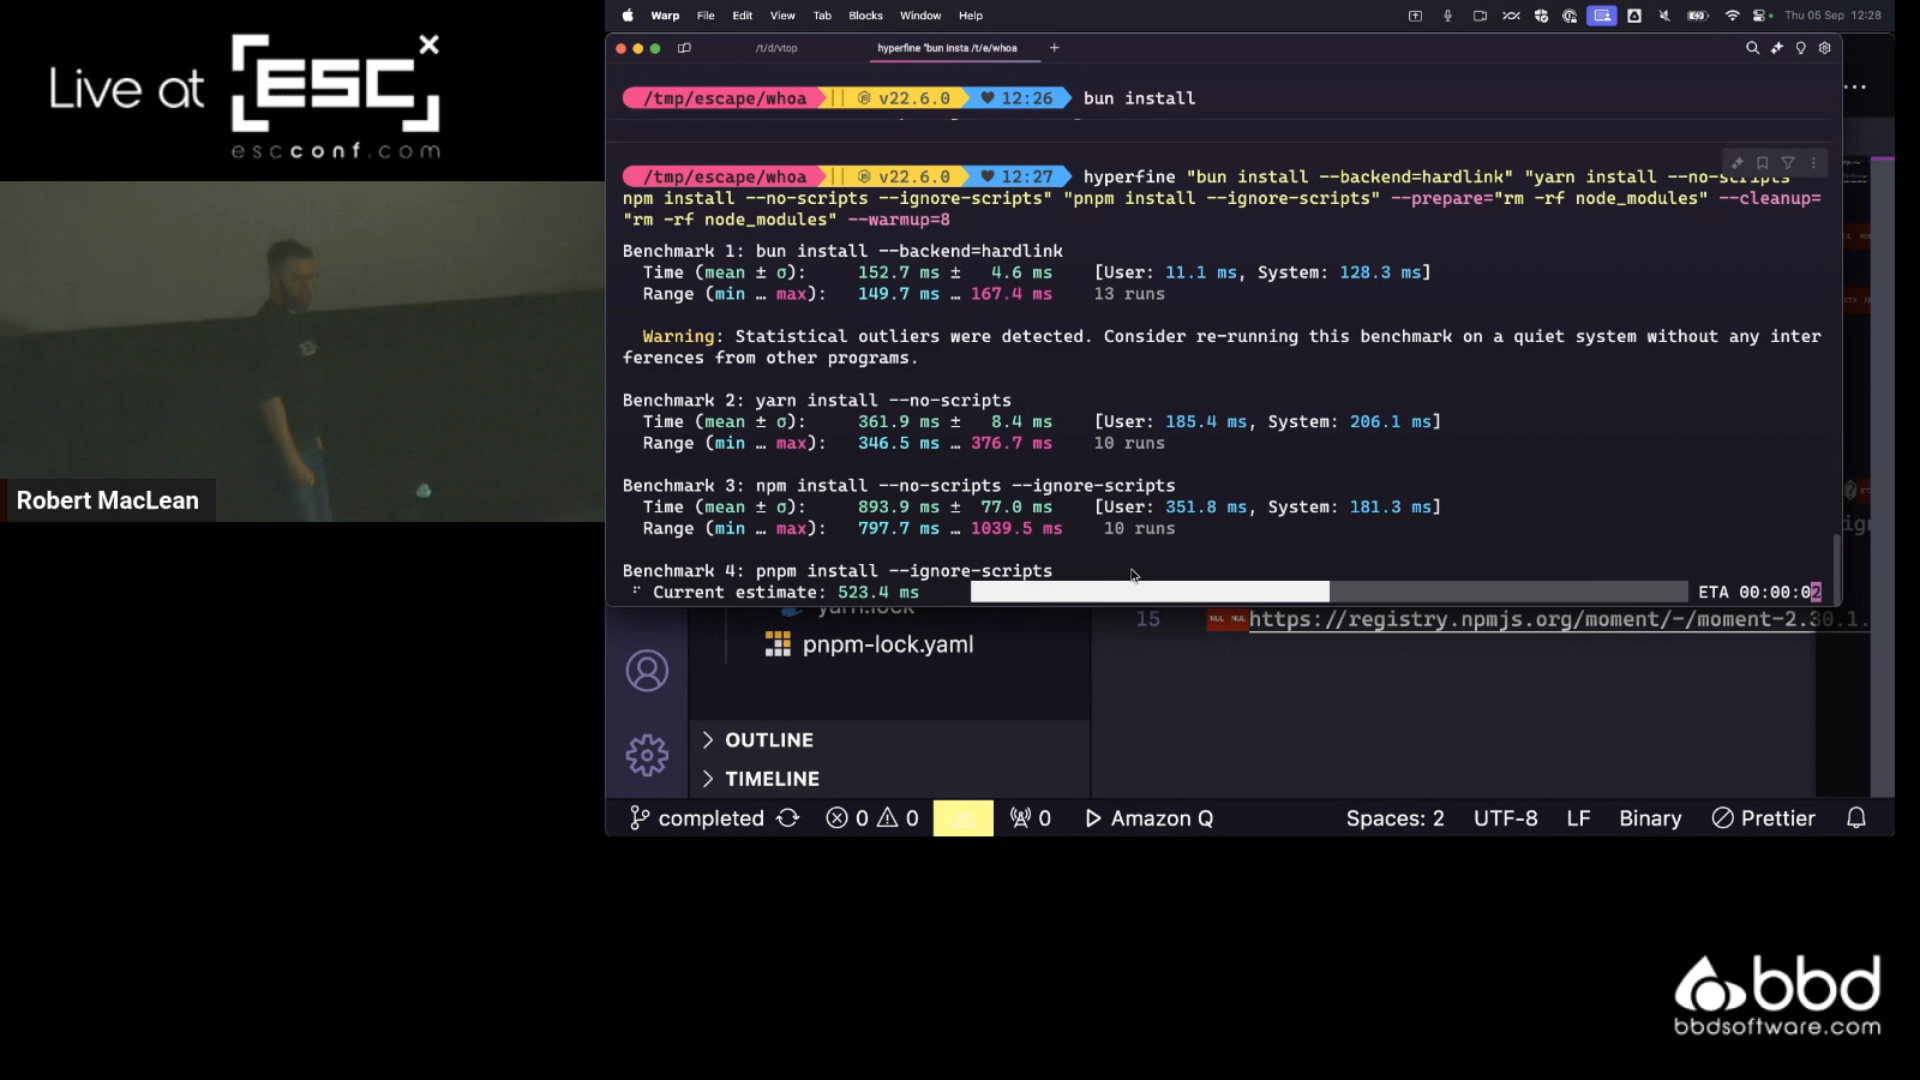 Live at ESC
escconf.com
Robert MacLean
Warp File Edit View Tab Blocks Window Help
Thu 05 Sep 12:28
/t/d/vtop
hyperfine "bun insta /t/e/whoa
/tmp/escape/whoa v22.6.0 12:26 bun install
/tmp/escape/whoa v22.6.0 12:27 hyperfine "bun install --backend=hardlink" "yarn install --no-scripts
npm install --no-scripts --ignore-scripts" "pnpm install --ignore-scripts" --prepare="rm -rf node_modules" --cleanup=
"rm -rf node_modules" --warmup=8
Benchmark 1: bun install --backend=hardlink
Time (mean ± σ): 152.7 ms ± 4.6 ms [User: 11.1 ms, System: 128.3 ms]
Range (min … max): 149.7 ms … 167.4 ms 13 runs
Warning: Statistical outliers were detected. Consider re-running this benchmark on a quiet system without any inter
ferences from other programs.
Benchmark 2: yarn install --no-scripts
Time (mean ± σ): 361.9 ms ± 8.4 ms [User: 185.4 ms, System: 206.1 ms]
Range (min … max): 346.5 ms … 376.7 ms 10 runs
Benchmark 3: npm install --no-scripts --ignore-scripts
Time (mean ± σ): 893.9 ms ± 77.0 ms [User: 351.8 ms, System: 181.3 ms]
Range (min … max): 797.7 ms … 1039.5 ms 10 runs
Benchmark 4: pnpm install --ignore-scripts
Current estimate: 523.4 ms ETA 00:00:02
yarn.lock
15 NUL NUL https://registry.npmjs.org/moment/-/moment-2.30.1.
pnpm-lock.yaml
OUTLINE
TIMELINE
completed 0 0 0 Amazon Q Spaces: 2 UTF-8 LF Binary Prettier
bbd
bbdsoftware.com